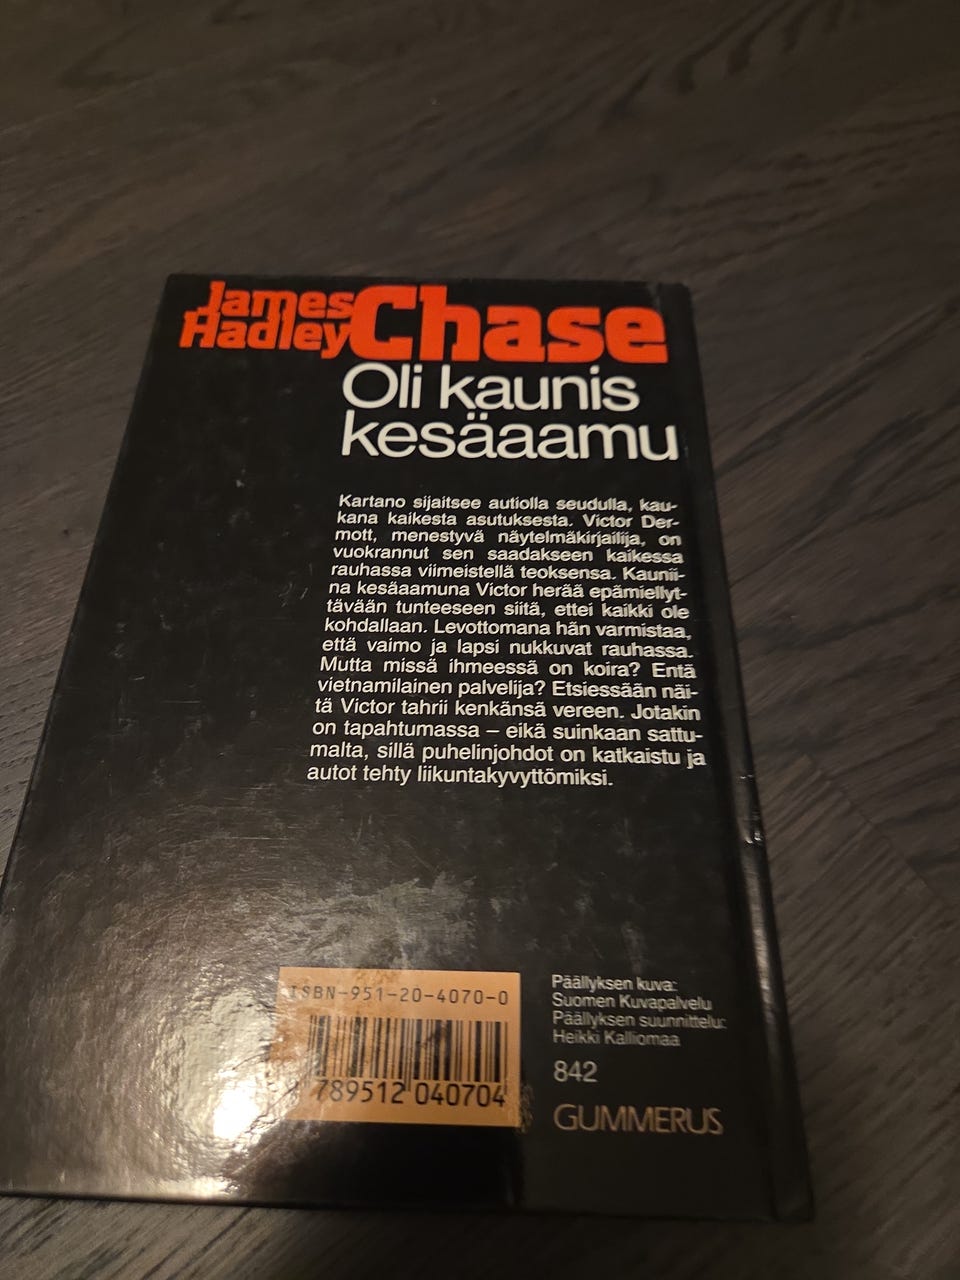 James
Hadley Chase
Oli kaunis
kesäaamu
Kartano sijaitsee autiolla seudulla, kau-
kana kaikesta asutuksesta. Victor Der-
mott, menestyvä näytelmäkirjailija, on
vuokrannut sen saadakseen kaikessa
rauhassa viimeistellä teoksensa. Kaunii-
na kesäaamuna Victor herää epämiellyt-
tävään tunteeseen siitä, ettei kaikki ole
kohdallaan. Levottomana hän varmistaa,
että vaimo ja lapsi nukkuvat rauhassa.
Mutta missä ihmeessä on koira? Entä
vietnamilainen palvelija? Etsiessään näi-
tä Victor tahrii kenkänsä vereen. Jotakin
on tapahtumassa – eikä suinkaan sattu-
malta, sillä puhelinjohdot on katkaistu ja
autot tehty liikuntakyvyttömiksi.
ISBN-951-20-4070-0
9 789512 040704
Päällyksen kuva:
Suomen Kuvapalvelu
Päällyksen suunnittelu:
Heikki Kalliomaa
842
GUMMERUS